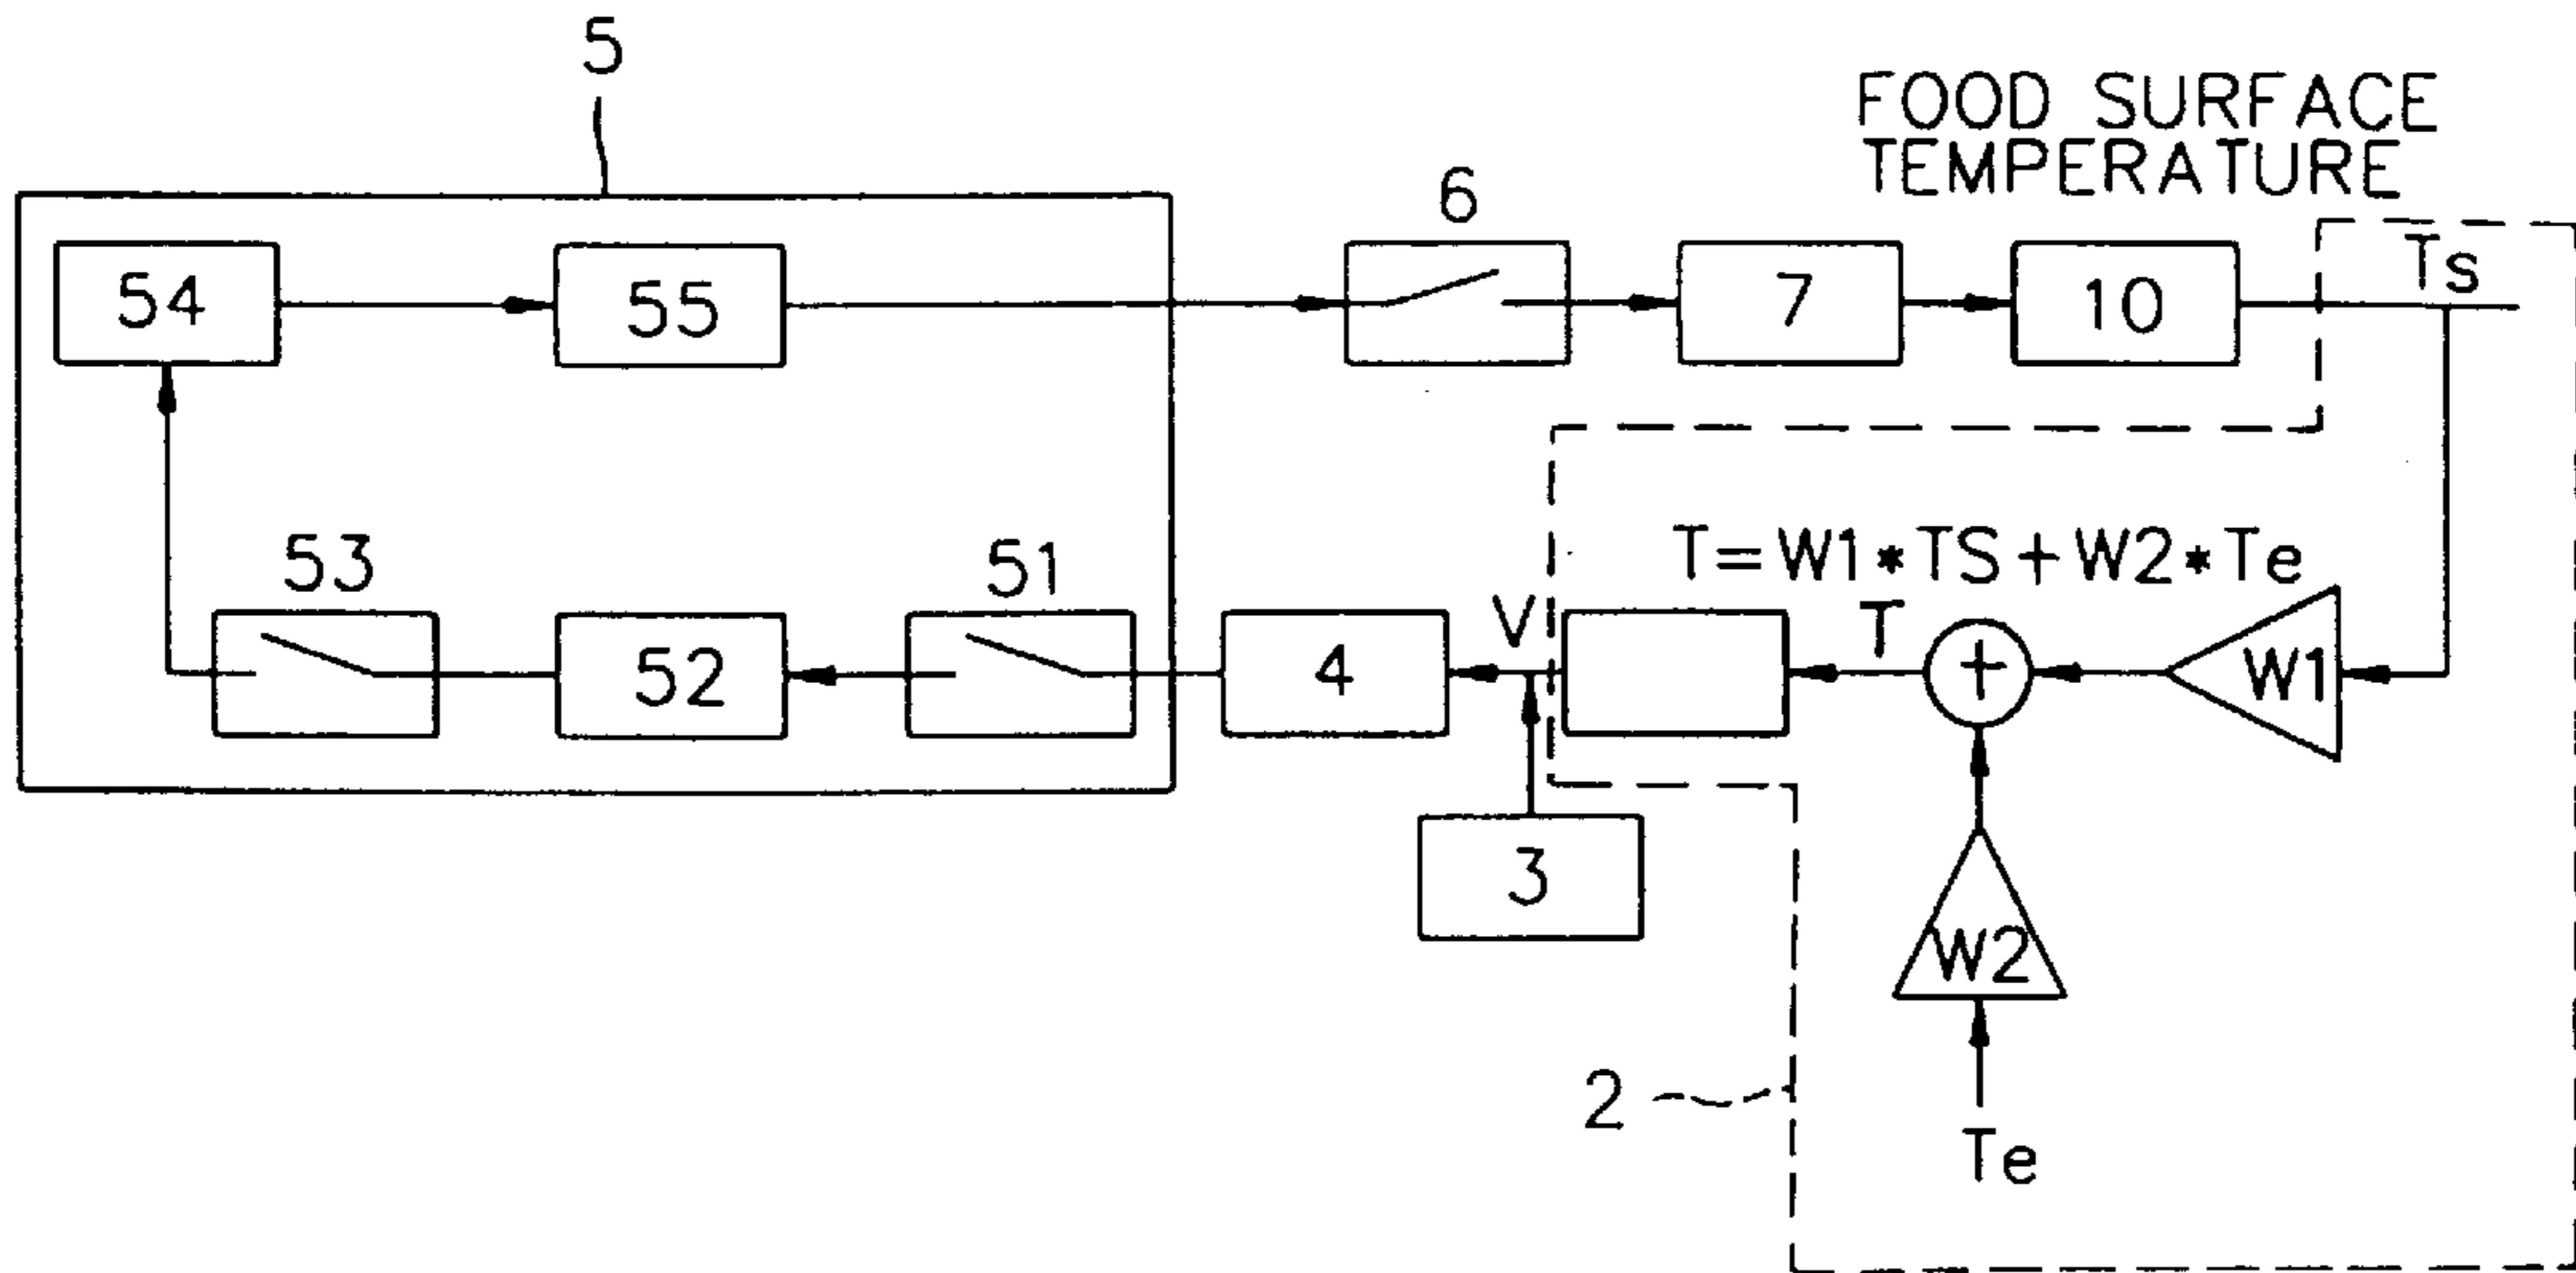 5
FOOD SURFACE
TEMPERATURE
6
Ts
54
55
7
10
T=W1*TS+W2*Te
53
51
V
T
52
4
+
W1
3
W2
2
Te